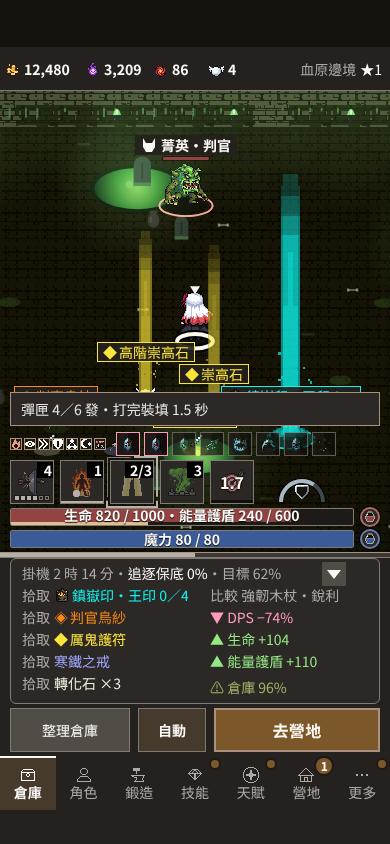 12,480 3,209 86 4 血原邊境 ★1
菁英·判官
高階崇高石
崇高石
彈匣 4／6 發·打完裝填 1.5 秒
4 1 2/3 3 1.7
生命 820 / 1000·能量護盾 240 / 600
魔力 80 / 80
掛機 2 時 14 分·追逐保底 0%·目標 62%
拾取 鎮嶽印·王印 0／4 比較 強韌木杖·銳利
拾取 判官烏紗 ▼ DPS −74%
拾取 厲鬼護符 ▲ 生命 +104
拾取 寒鐵之戒 ▲ 能量護盾 +110
拾取 轉化石 ×3 ⚠ 倉庫 96%
整理倉庫 自動 去營地
1
倉庫 角色 鍛造 技能 天賦 營地 更多